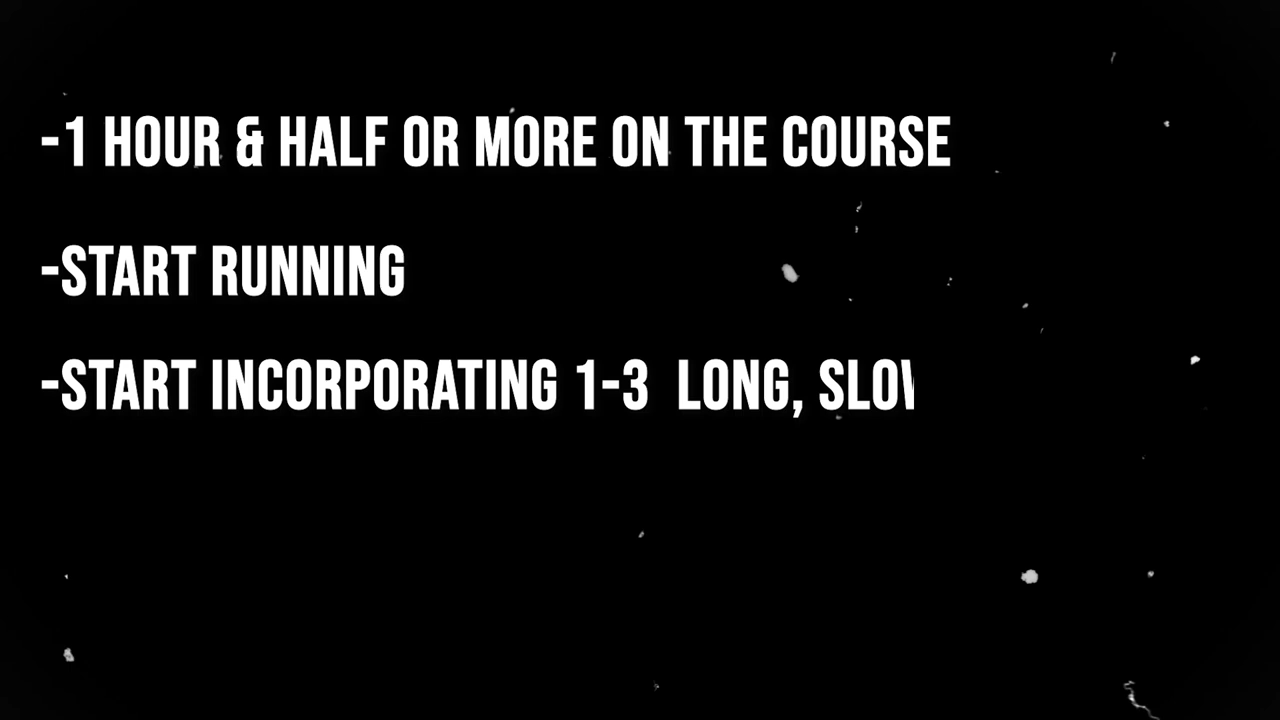 -1 HOUR & HALF OR MORE ON THE COURSE
-START RUNNING
-START INCORPORATING 1-3 LONG,